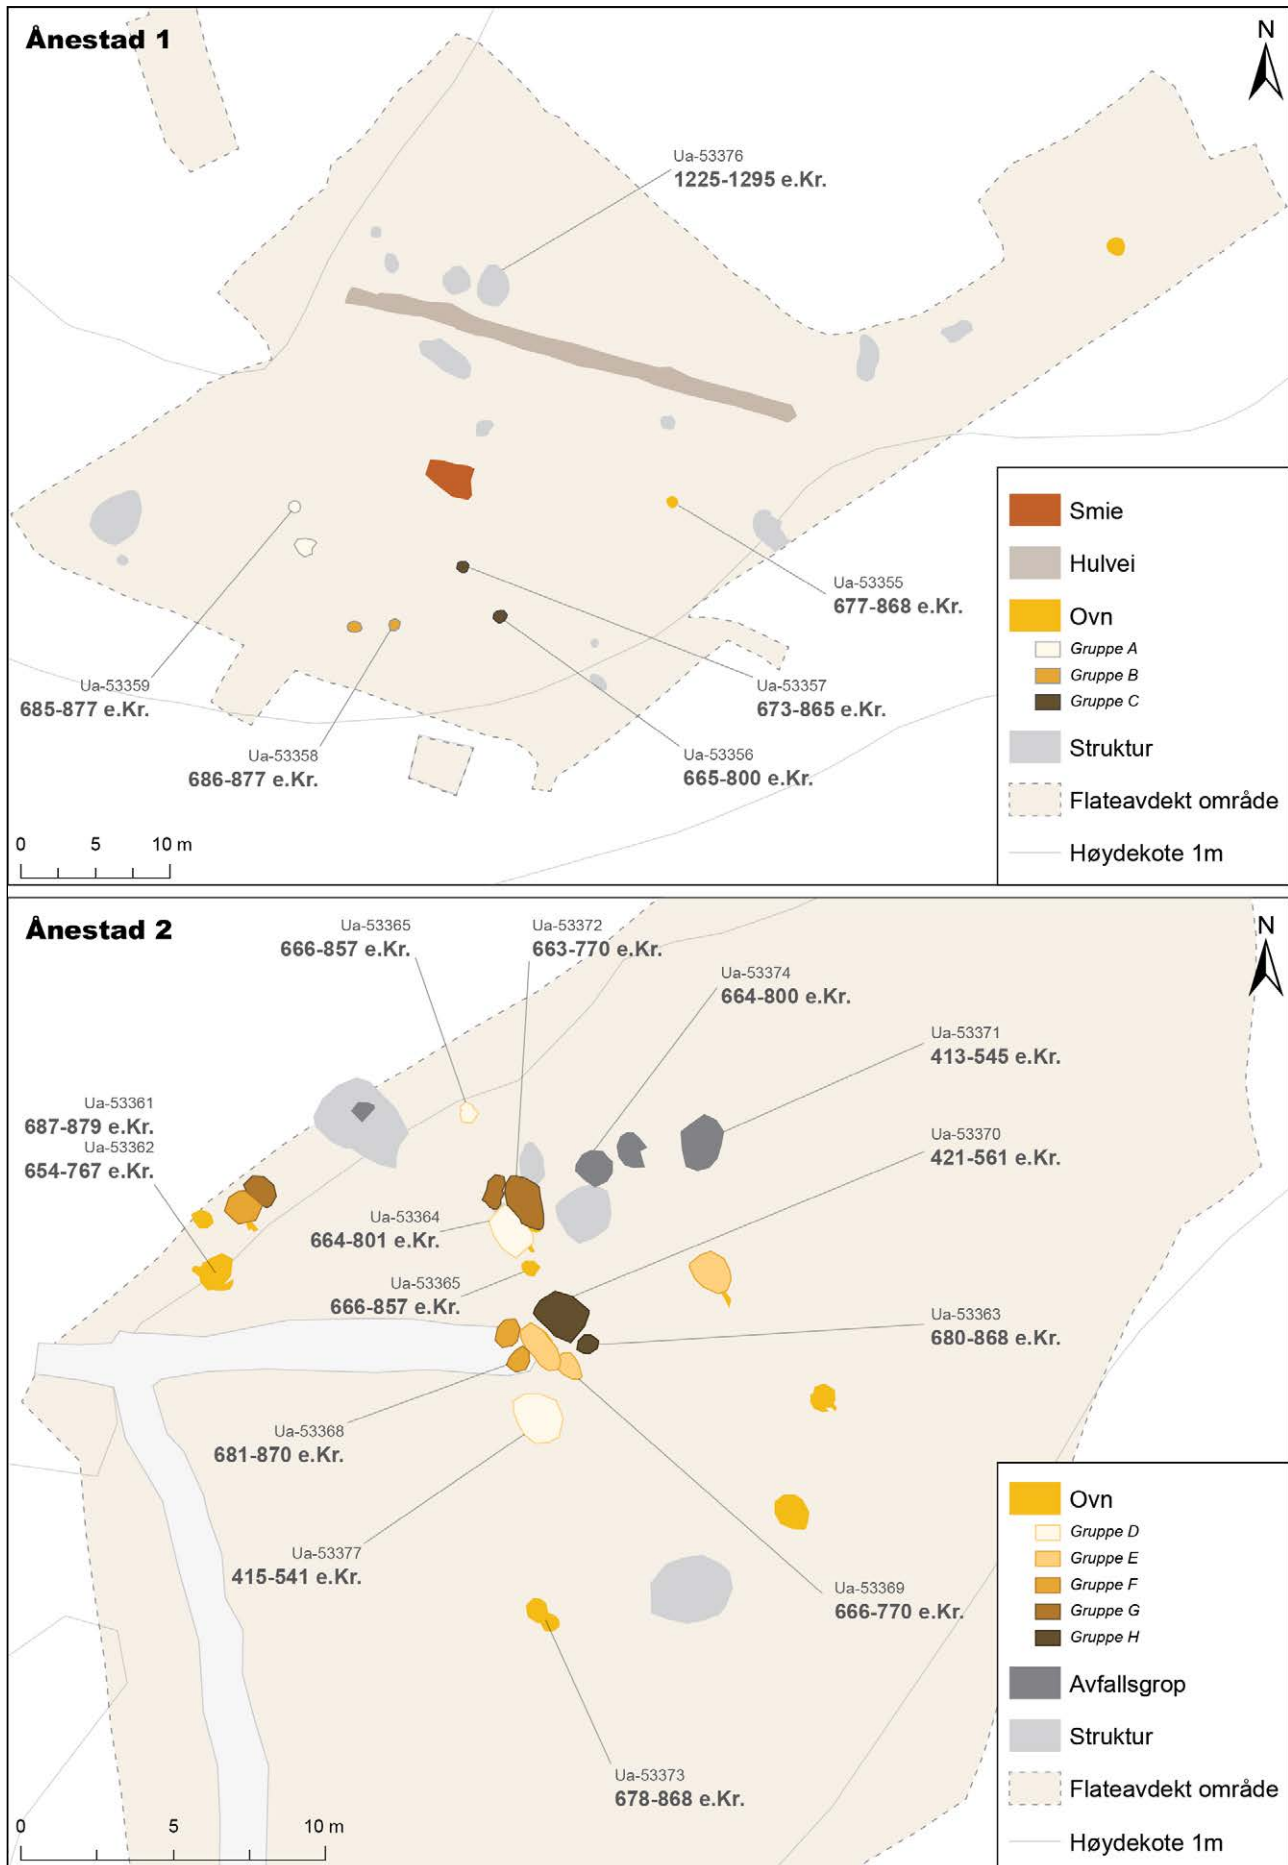 Ånestad 1
N
Ua-53376
1225-1295 e.Kr.
Ua-53355
677-868 e.Kr.
Ua-53359
685-877 e.Kr.
Ua-53357
673-865 e.Kr.
Ua-53358
686-877 e.Kr.
Ua-53356
665-800 e.Kr.
0 5 10 m
Smie
Hulvei
Ovn
Gruppe A
Gruppe B
Gruppe C
Struktur
Flateavdekt område
Høydekote 1m
Ånestad 2
N
Ua-53365
666-857 e.Kr.
Ua-53372
663-770 e.Kr.
Ua-53374
664-800 e.Kr.
Ua-53371
413-545 e.Kr.
Ua-53361
687-879 e.Kr.
Ua-53362
654-767 e.Kr.
Ua-53370
421-561 e.Kr.
Ua-53364
664-801 e.Kr.
Ua-53365
666-857 e.Kr.
Ua-53363
680-868 e.Kr.
Ua-53368
681-870 e.Kr.
Ua-53377
415-541 e.Kr.
Ua-53369
666-770 e.Kr.
Ua-53373
678-868 e.Kr.
0 5 10 m
Ovn
Gruppe D
Gruppe E
Gruppe F
Gruppe G
Gruppe H
Avfallsgrop
Struktur
Flateavdekt område
Høydekote 1m